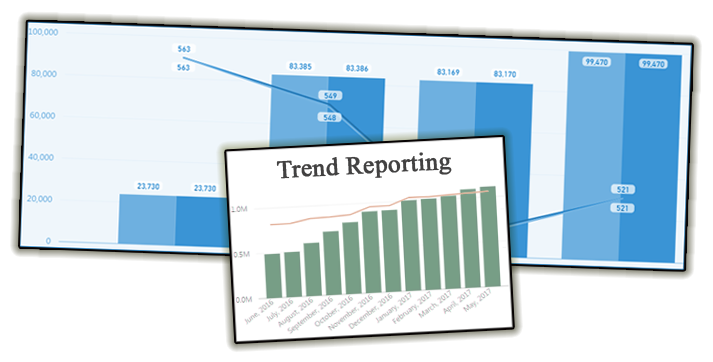 100,000
80,000
60,000
40,000
20,000
0
563
563
23.730
23.730
83.385
83.386
549
548
83.169
83.170
99,470
99,470
521
521
Trend Reporting
1.0M
0.5M
0.0M
June, 2016
July, 2016
August, 2016
September, 2016
October, 2016
November, 2016
December, 2016
January, 2017
February, 2017
March, 2017
April, 2017
May, 2017